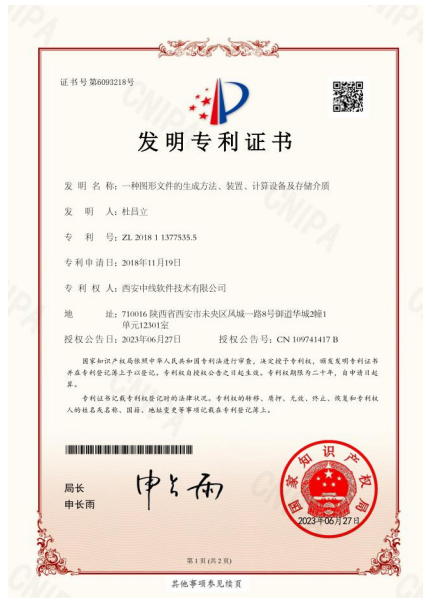 证书号第6093218号
发明专利证书
发 明 名 称：一种图形文件的生成方法、装置、计算设备及存储介质
发 明 人：杜昌立
专 利 号：ZL 2018 1 1377535.5
专利申请日：2018年11月19日
专 利 权 人：西安中线软件技术有限公司
地 址：710016 陕西省西安市未央区凤城一路8号御道华城2幢1
单元12301室
授权公告日：2023年06月27日 授权公告号：CN 109741417 B
国家知识产权局依照中华人民共和国专利法进行审查，决定授予专利权，颁发发明专利证书
并在专利登记簿上予以登记。专利权自授权公告之日起生效。专利权期限为二十年，自申请日起
算。
专利证书记载专利权登记时的法律状况。专利权的转移、质押、无效、终止、恢复和专利权
人的姓名或名称、国籍、地址变更等事项记载在专利登记簿上。
局长
申长雨
申长雨
国家知识产权局
2023年06月27日
第 1 页 (共 2 页)
其他事项参见续页
CNIPA